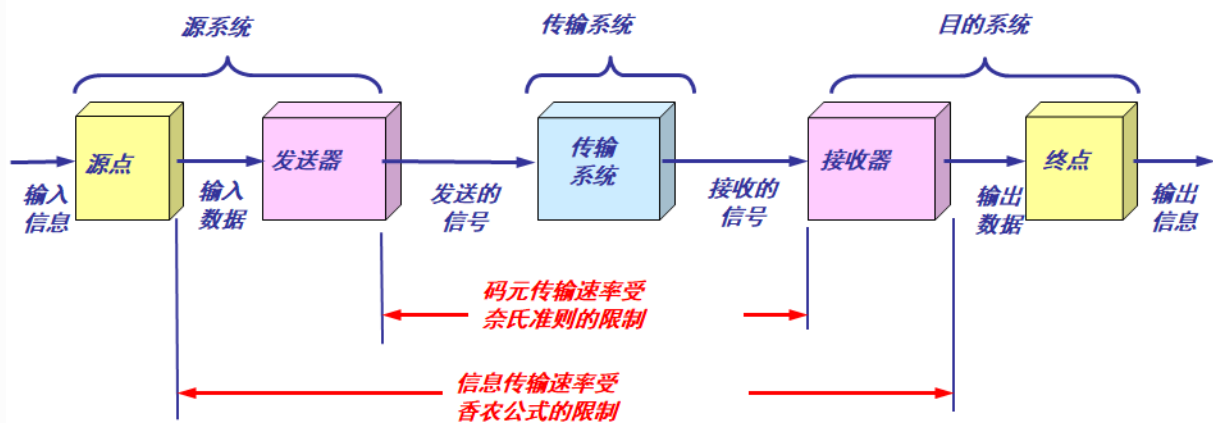 源系统
传输系统
目的系统
源点
发送器
传输
系统
接收器
终点
输入
信息
输入
数据
发送的
信号
接收的
信号
输出
数据
输出
信息
码元传输速率受
奈氏准则的限制
信息传输速率受
香农公式的限制